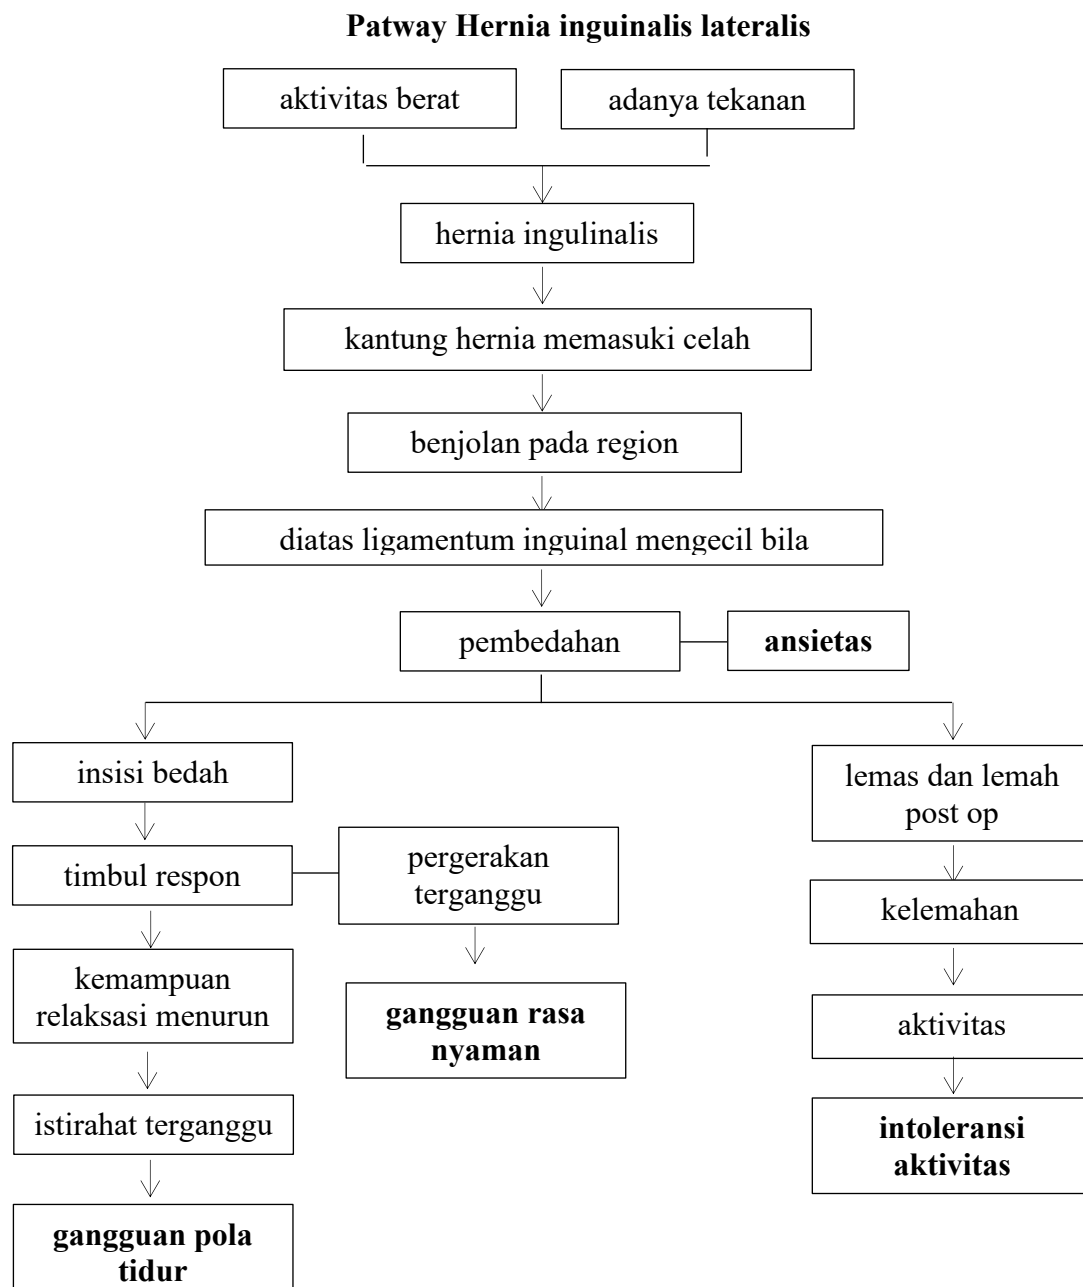 Patway Hernia inguinalis lateralis
aktivitas berat
adanya tekanan
hernia ingulinalis
kantung hernia memasuki celah
benjolan pada region
diatas ligamentum inguinal mengecil bila
pembedahan
ansietas
insisi bedah
timbul respon
kemampuan
relaksasi menurun
istirahat terganggu
gangguan pola
tidur
pergerakan
terganggu
gangguan rasa
nyaman
lemas dan lemah
post op
kelemahan
aktivitas
intoleransi
aktivitas